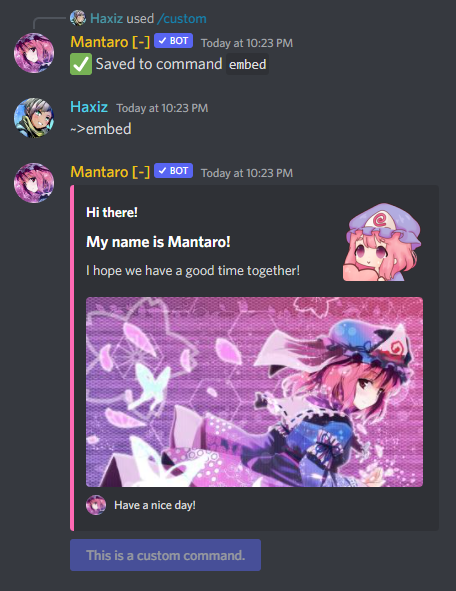 Haxiz used /custom
Mantaro [-] ✓ BOT Today at 10:23 PM
✅ Saved to command embed
Haxiz Today at 10:23 PM
~>embed
Mantaro [-] ✓ BOT Today at 10:23 PM
Hi there!
My name is Mantaro!
I hope we have a good time together!
Have a nice day!
This is a custom command.